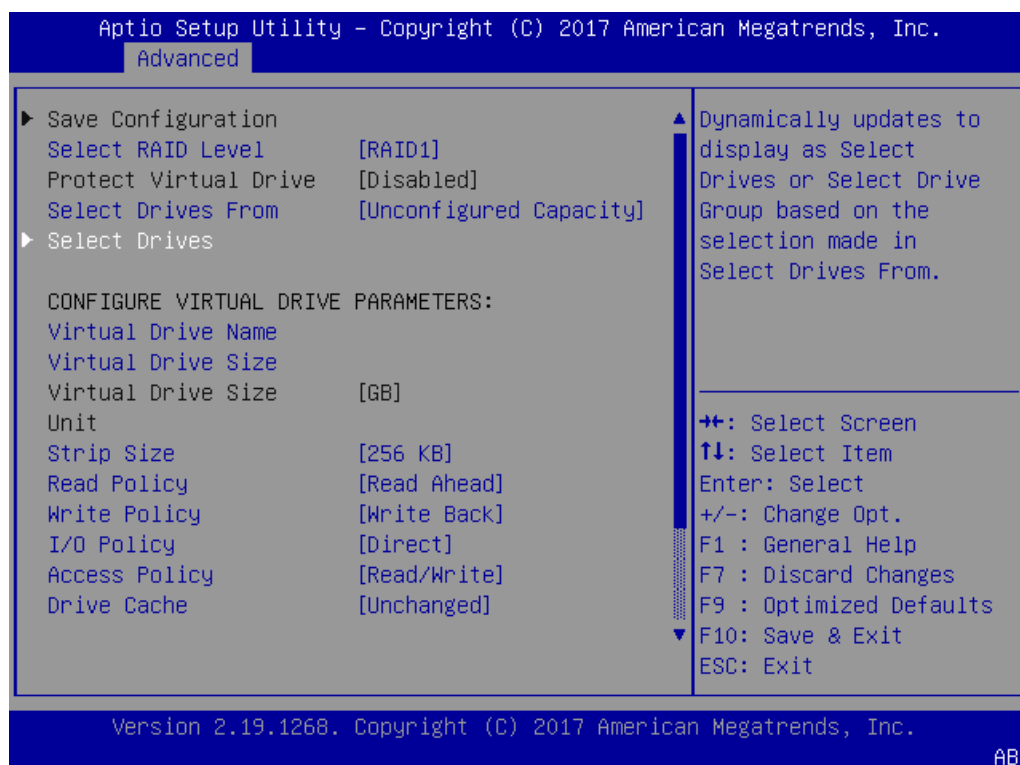 Aptio Setup Utility – Copyright (C) 2017 American Megatrends, Inc.
Advanced
Save Configuration
Select RAID Level [RAID1]
Protect Virtual Drive [Disabled]
Select Drives From [Unconfigured Capacity]
Select Drives
CONFIGURE VIRTUAL DRIVE PARAMETERS:
Virtual Drive Name
Virtual Drive Size
Virtual Drive Size [GB]
Unit
Strip Size [256 KB]
Read Policy [Read Ahead]
Write Policy [Write Back]
I/O Policy [Direct]
Access Policy [Read/Write]
Drive Cache [Unchanged]
Dynamically updates to
display as Select
Drives or Select Drive
Group based on the
selection made in
Select Drives From.
→←: Select Screen
↑↓: Select Item
Enter: Select
+/-: Change Opt.
F1 : General Help
F7 : Discard Changes
F9 : Optimized Defaults
F10: Save & Exit
ESC: Exit
Version 2.19.1268. Copyright (C) 2017 American Megatrends, Inc.
AB